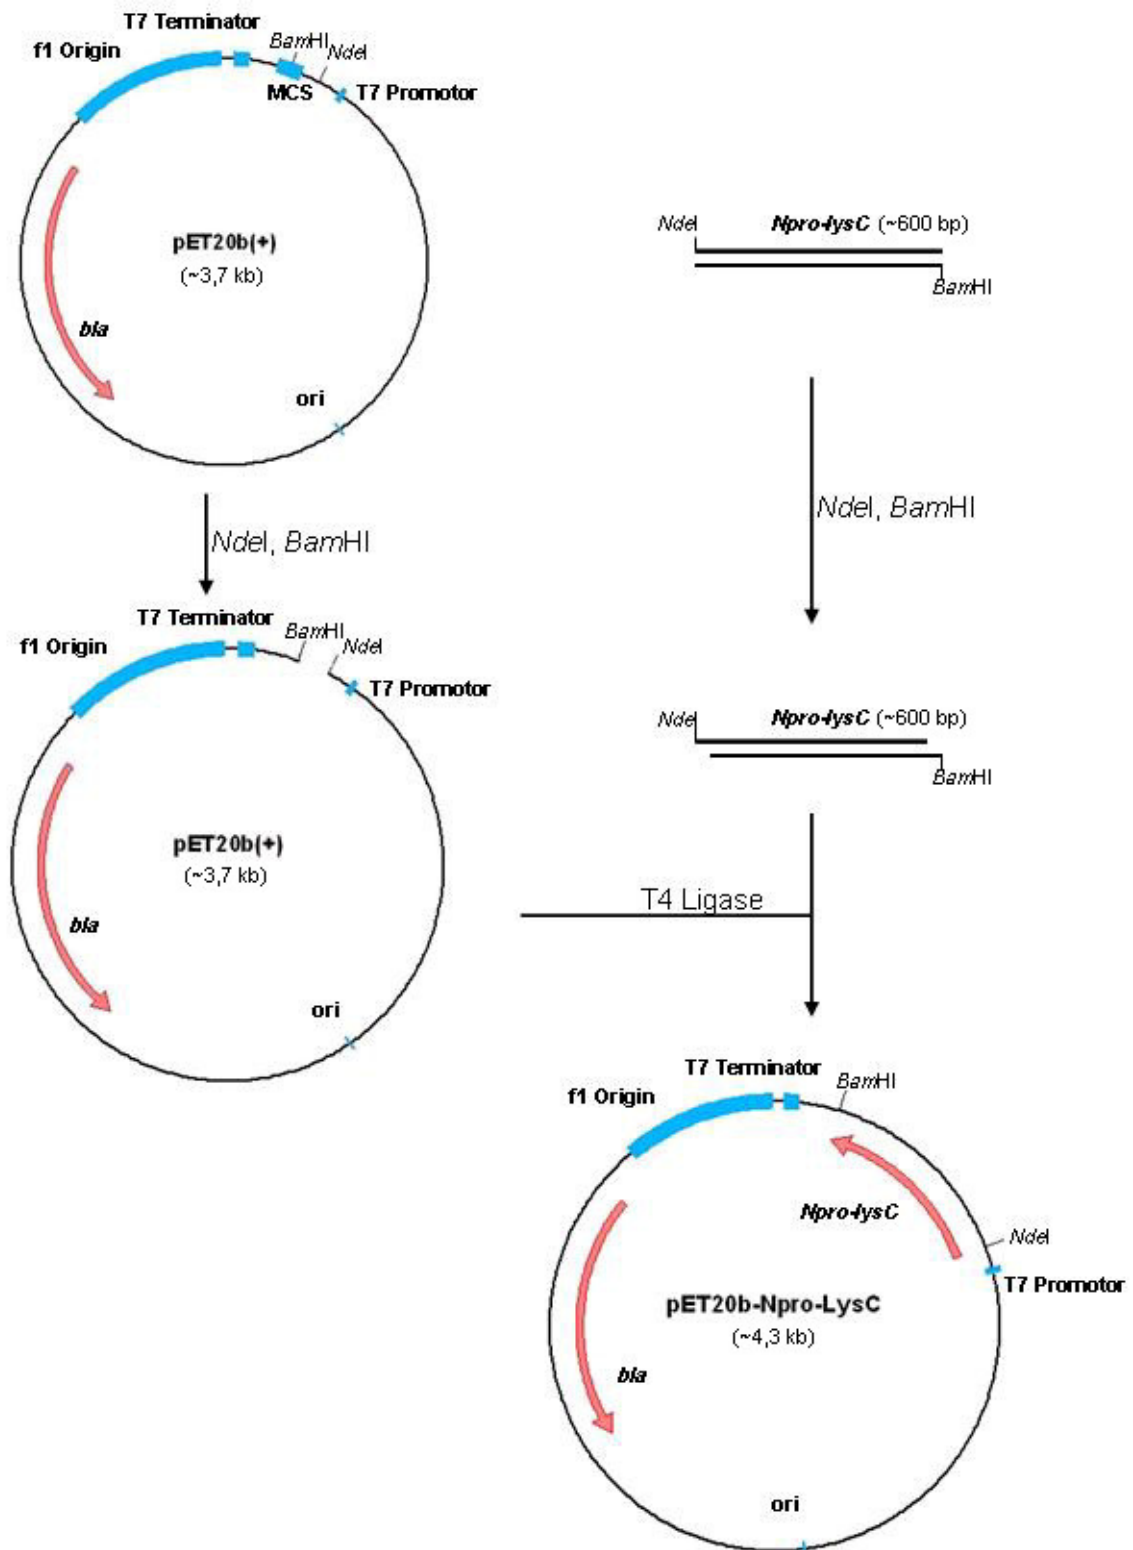 T7 Terminator
f1 Origin
BamHI
NdeI
MCS
T7 Promotor
pET20b(+)
(~3,7 kb)
bla
ori
NdeI
Npro-lysC (~600 bp)
BamHI
NdeI, BamHI
NdeI, BamHI
T7 Terminator
f1 Origin
BamHI
NdeI
T7 Promotor
pET20b(+)
(~3,7 kb)
bla
ori
NdeI
Npro-lysC (~600 bp)
BamHI
T4 Ligase
T7 Terminator
f1 Origin
BamHI
Npro-lysC
NdeI
T7 Promotor
pET20b-Npro-LysC
(~4,3 kb)
bla
ori